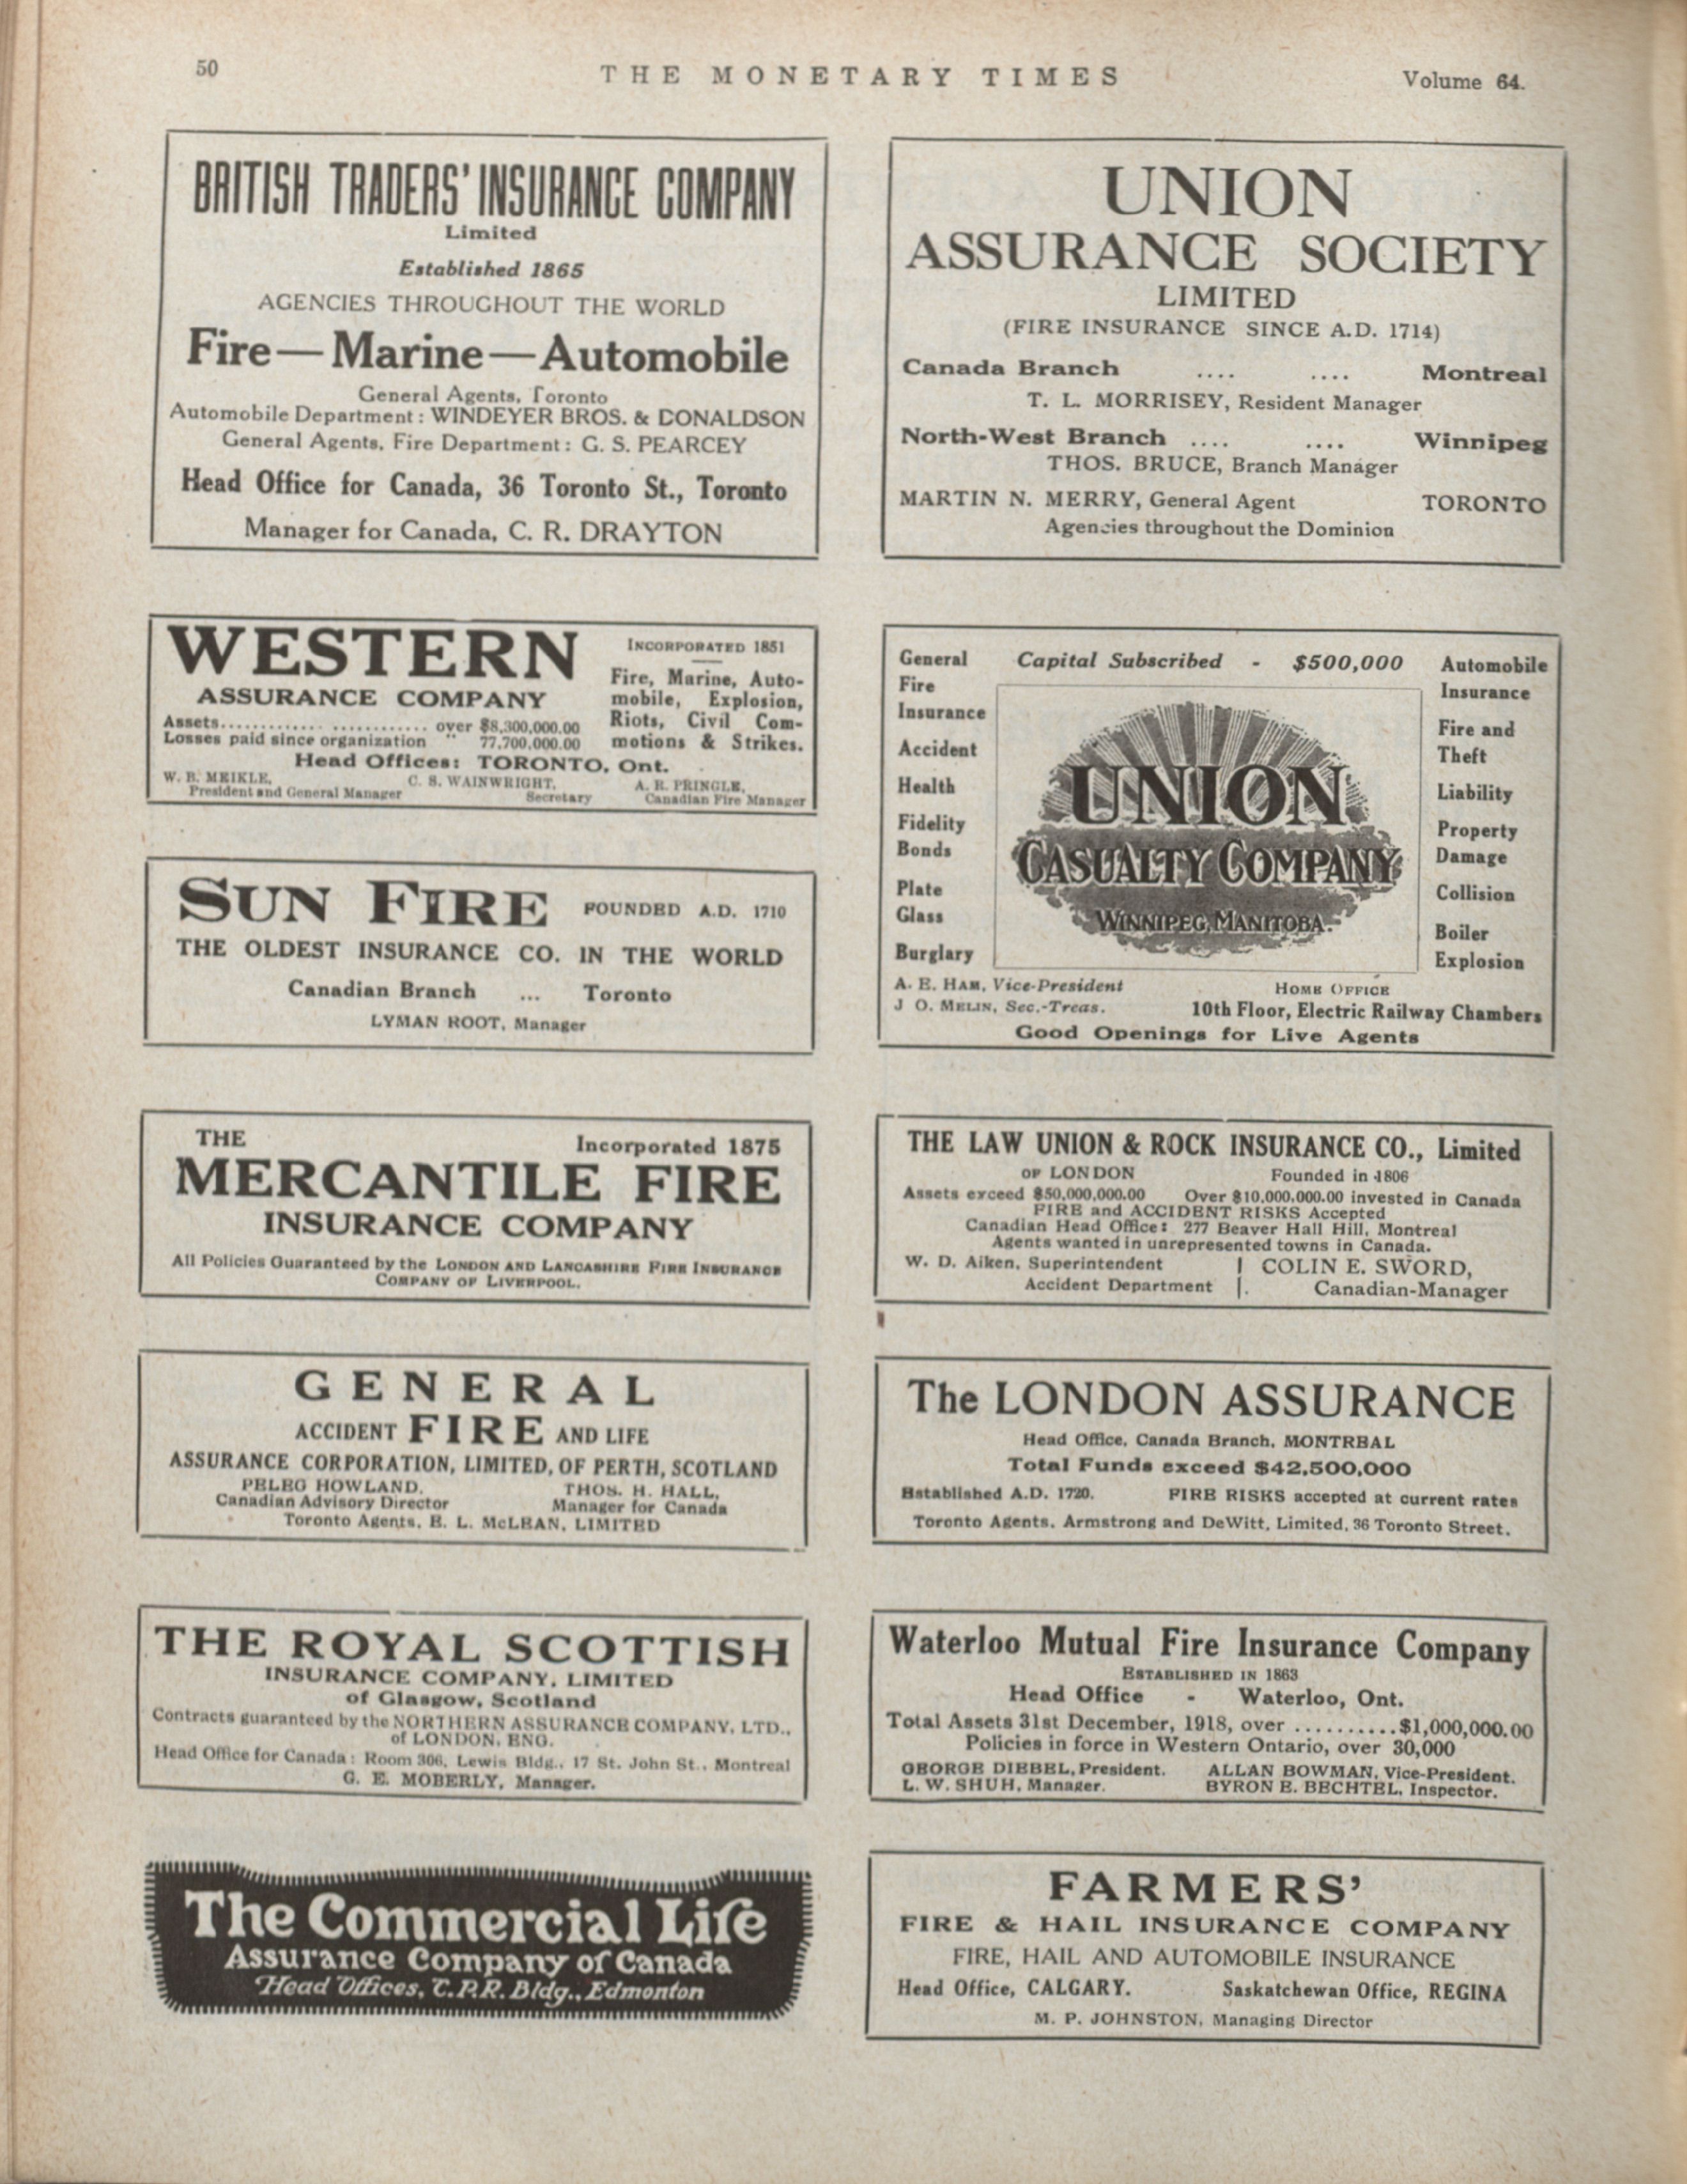 50
THE MONETARY TIMES
Volume 64.
BRITISH TRADERS' INSURANCE COMPANY
Limited
Established 1865
AGENCIES THROUGHOUT THE WORLD
Fire—Marine—Automobile
General Agents, Toronto
Automobile Department: WINDEYER BROS. & DONALDSON
General Agents, Fire Department: G. S. PEARCEY
Head Office for Canada, 36 Toronto St., Toronto
Manager for Canada, C. R. DRAYTON
WESTERN
ASSURANCE COMPANY
Assets........................ over $8,300,000.00
Losses paid since organization " 77,700,000.00
INCORPORATED 1851
Fire, Marine, Auto-
mobile, Explosion,
Riots, Civil Com-
motions & Strikes.
Head Offices: TORONTO, Ont.
W. B. MEIKLE,
President and General Manager
C. S. WAINWRIGHT,
Secretary
A. R. PRINGLE,
Canadian Fire Manager
SUN FIRE FOUNDED A.D. 1710
THE OLDEST INSURANCE CO. IN THE WORLD
Canadian Branch ... Toronto
LYMAN ROOT, Manager
THE Incorporated 1875
MERCANTILE FIRE
INSURANCE COMPANY
All Policies Guaranteed by the LONDON AND LANCASHIRE FIRE INSURANCE
COMPANY OF LIVERPOOL.
GENERAL
ACCIDENT FIRE AND LIFE
ASSURANCE CORPORATION, LIMITED, OF PERTH, SCOTLAND
PELEG HOWLAND,
Canadian Advisory Director
THOS. H. HALL,
Manager for Canada
Toronto Agents, E. L. McLEAN, LIMITED
THE ROYAL SCOTTISH
INSURANCE COMPANY, LIMITED
of Glasgow, Scotland
Contracts guaranteed by the NORTHERN ASSURANCE COMPANY, LTD.,
of LONDON, ENG.
Head Office for Canada: Room 306, Lewis Bldg., 17 St. John St., Montreal
G. E. MOBERLY, Manager.
The Commercial Life
Assurance Company of Canada
Head Offices, C.P.R. Bldg., Edmonton
UNION
ASSURANCE SOCIETY
LIMITED
(FIRE INSURANCE SINCE A.D. 1714)
Canada Branch .... .... Montreal
T. L. MORRISEY, Resident Manager
North-West Branch .... .... Winnipeg
THOS. BRUCE, Branch Manager
MARTIN N. MERRY, General Agent TORONTO
Agencies throughout the Dominion
Capital Subscribed - $500,000
General
Fire
Insurance
Accident
Health
Fidelity
Bonds
Plate
Glass
Burglary
UNION
CASUALTY COMPANY
WINNIPEG, MANITOBA.
Automobile
Insurance
Fire and
Theft
Liability
Property
Damage
Collision
Boiler
Explosion
A. E. HAM, Vice-President
J O. MELIN, Sec.-Treas.
HOME OFFICE
10th Floor, Electric Railway Chambers
Good Openings for Live Agents
THE LAW UNION & ROCK INSURANCE CO., Limited
OF LONDON Founded in 1806
Assets exceed $50,000,000.00 Over $10,000,000.00 invested in Canada
FIRE and ACCIDENT RISKS Accepted
Canadian Head Office: 277 Beaver Hall Hill, Montreal
Agents wanted in unrepresented towns in Canada.
W. D. Aiken, Superintendent
Accident Department
COLIN E. SWORD,
Canadian-Manager
The LONDON ASSURANCE
Head Office, Canada Branch, MONTREAL
Total Funds exceed $42,500,000
Established A.D. 1720. FIRE RISKS accepted at current rates
Toronto Agents, Armstrong and DeWitt, Limited, 36 Toronto Street.
Waterloo Mutual Fire Insurance Company
ESTABLISHED IN 1863
Head Office - Waterloo, Ont.
Total Assets 31st December, 1918, over ..........$1,000,000.00
Policies in force in Western Ontario, over 30,000
GEORGE DIEBEL, President. ALLAN BOWMAN, Vice-President.
L. W. SHUH, Manager. BYRON E. BECHTEL, Inspector.
FARMERS'
FIRE & HAIL INSURANCE COMPANY
FIRE, HAIL AND AUTOMOBILE INSURANCE
Head Office, CALGARY. Saskatchewan Office, REGINA
M. P. JOHNSTON, Managing Director